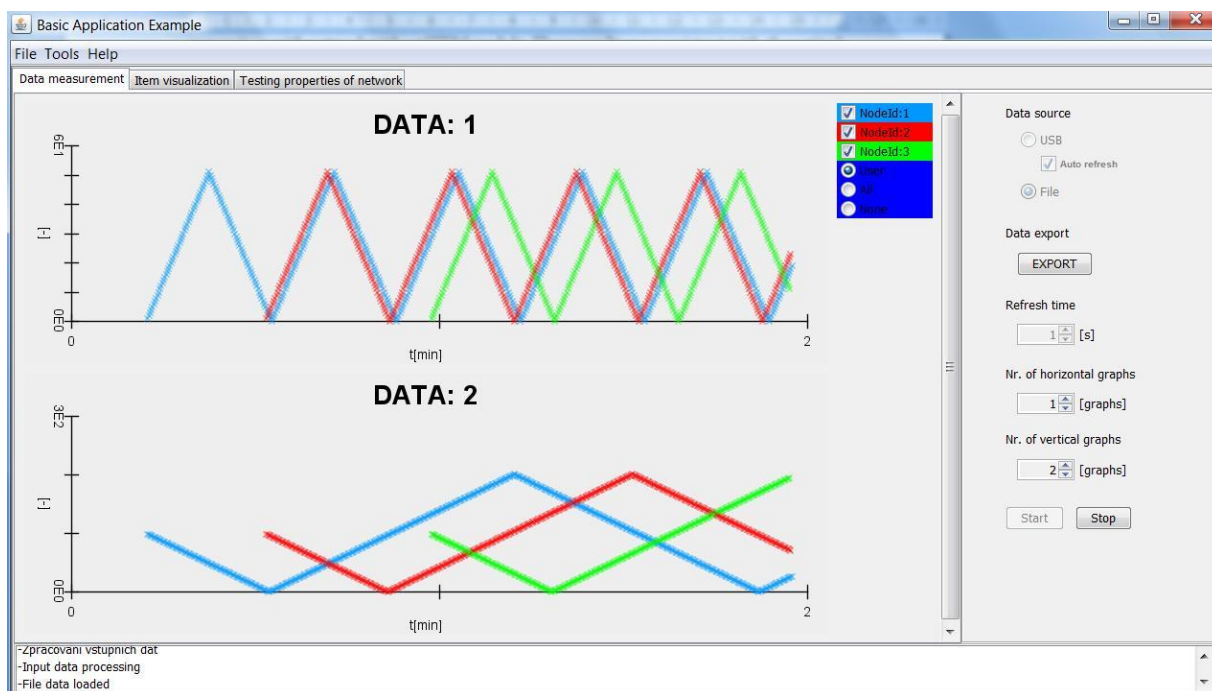 Basic Application Example
File Tools Help
Data measurement Item visualization Testing properties of network
DATA: 1
6E1
[-]
0E0
0
2
t[min]
DATA: 2
3E2
[-]
0E0
0
2
t[min]
NodeId:1
NodeId:2
NodeId:3
User
All
None
Data source
USB
Auto refresh
File
Data export
EXPORT
Refresh time
1 [s]
Nr. of horizontal graphs
1 [graphs]
Nr. of vertical graphs
2 [graphs]
Start Stop
-Zpracovani vstupnich dat
-Input data processing
-File data loaded